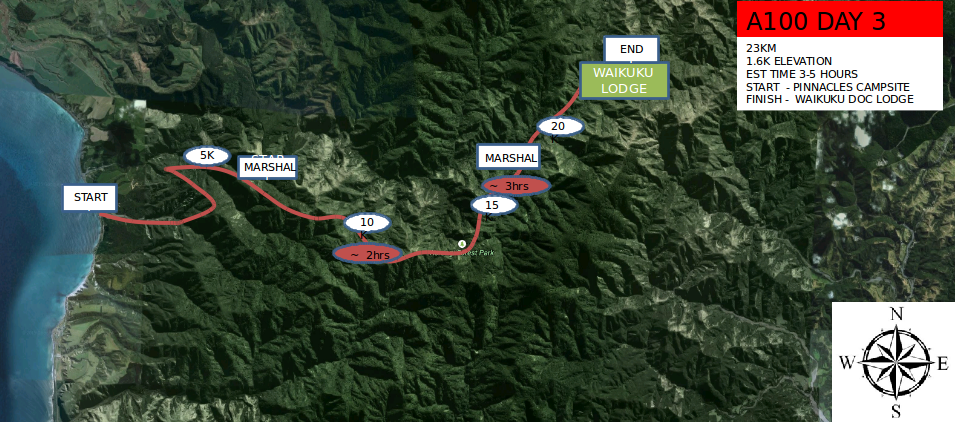 A100 DAY 3
23KM
1.6K ELEVATION
EST TIME 3-5 HOURS
START - PINNACLES CAMPSITE
FINISH - WAIKUKU DOC LODGE
END
WAIKUKU
LODGE
20
MARSHAL
~ 3hrs
15
5K
MARSHAL
START
10
~ 2hrs
Park
N
W
E
S